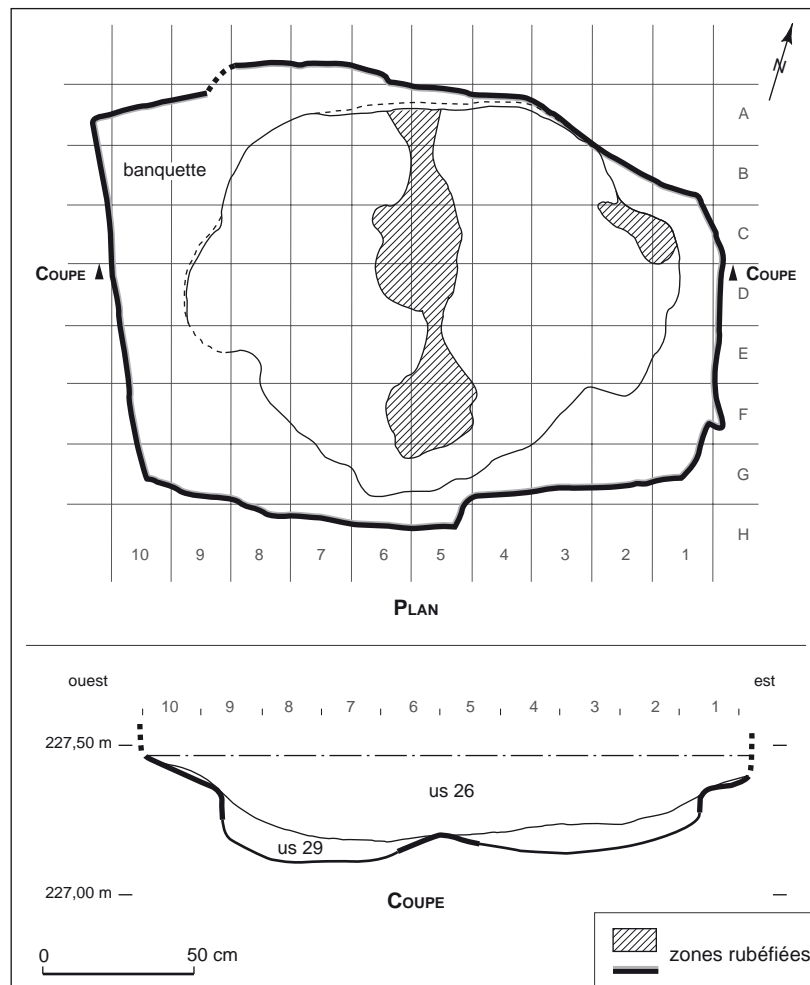 N
A
banquette
B
C
COUPE COUPE
D
E
F
G
H
10 9 8 7 6 5 4 3 2 1
PLAN
ouest est
10 9 8 7 6 5 4 3 2 1
227,50 m
us 26
us 29
227,00 m
COUPE
0 50 cm
zones rubéfiées